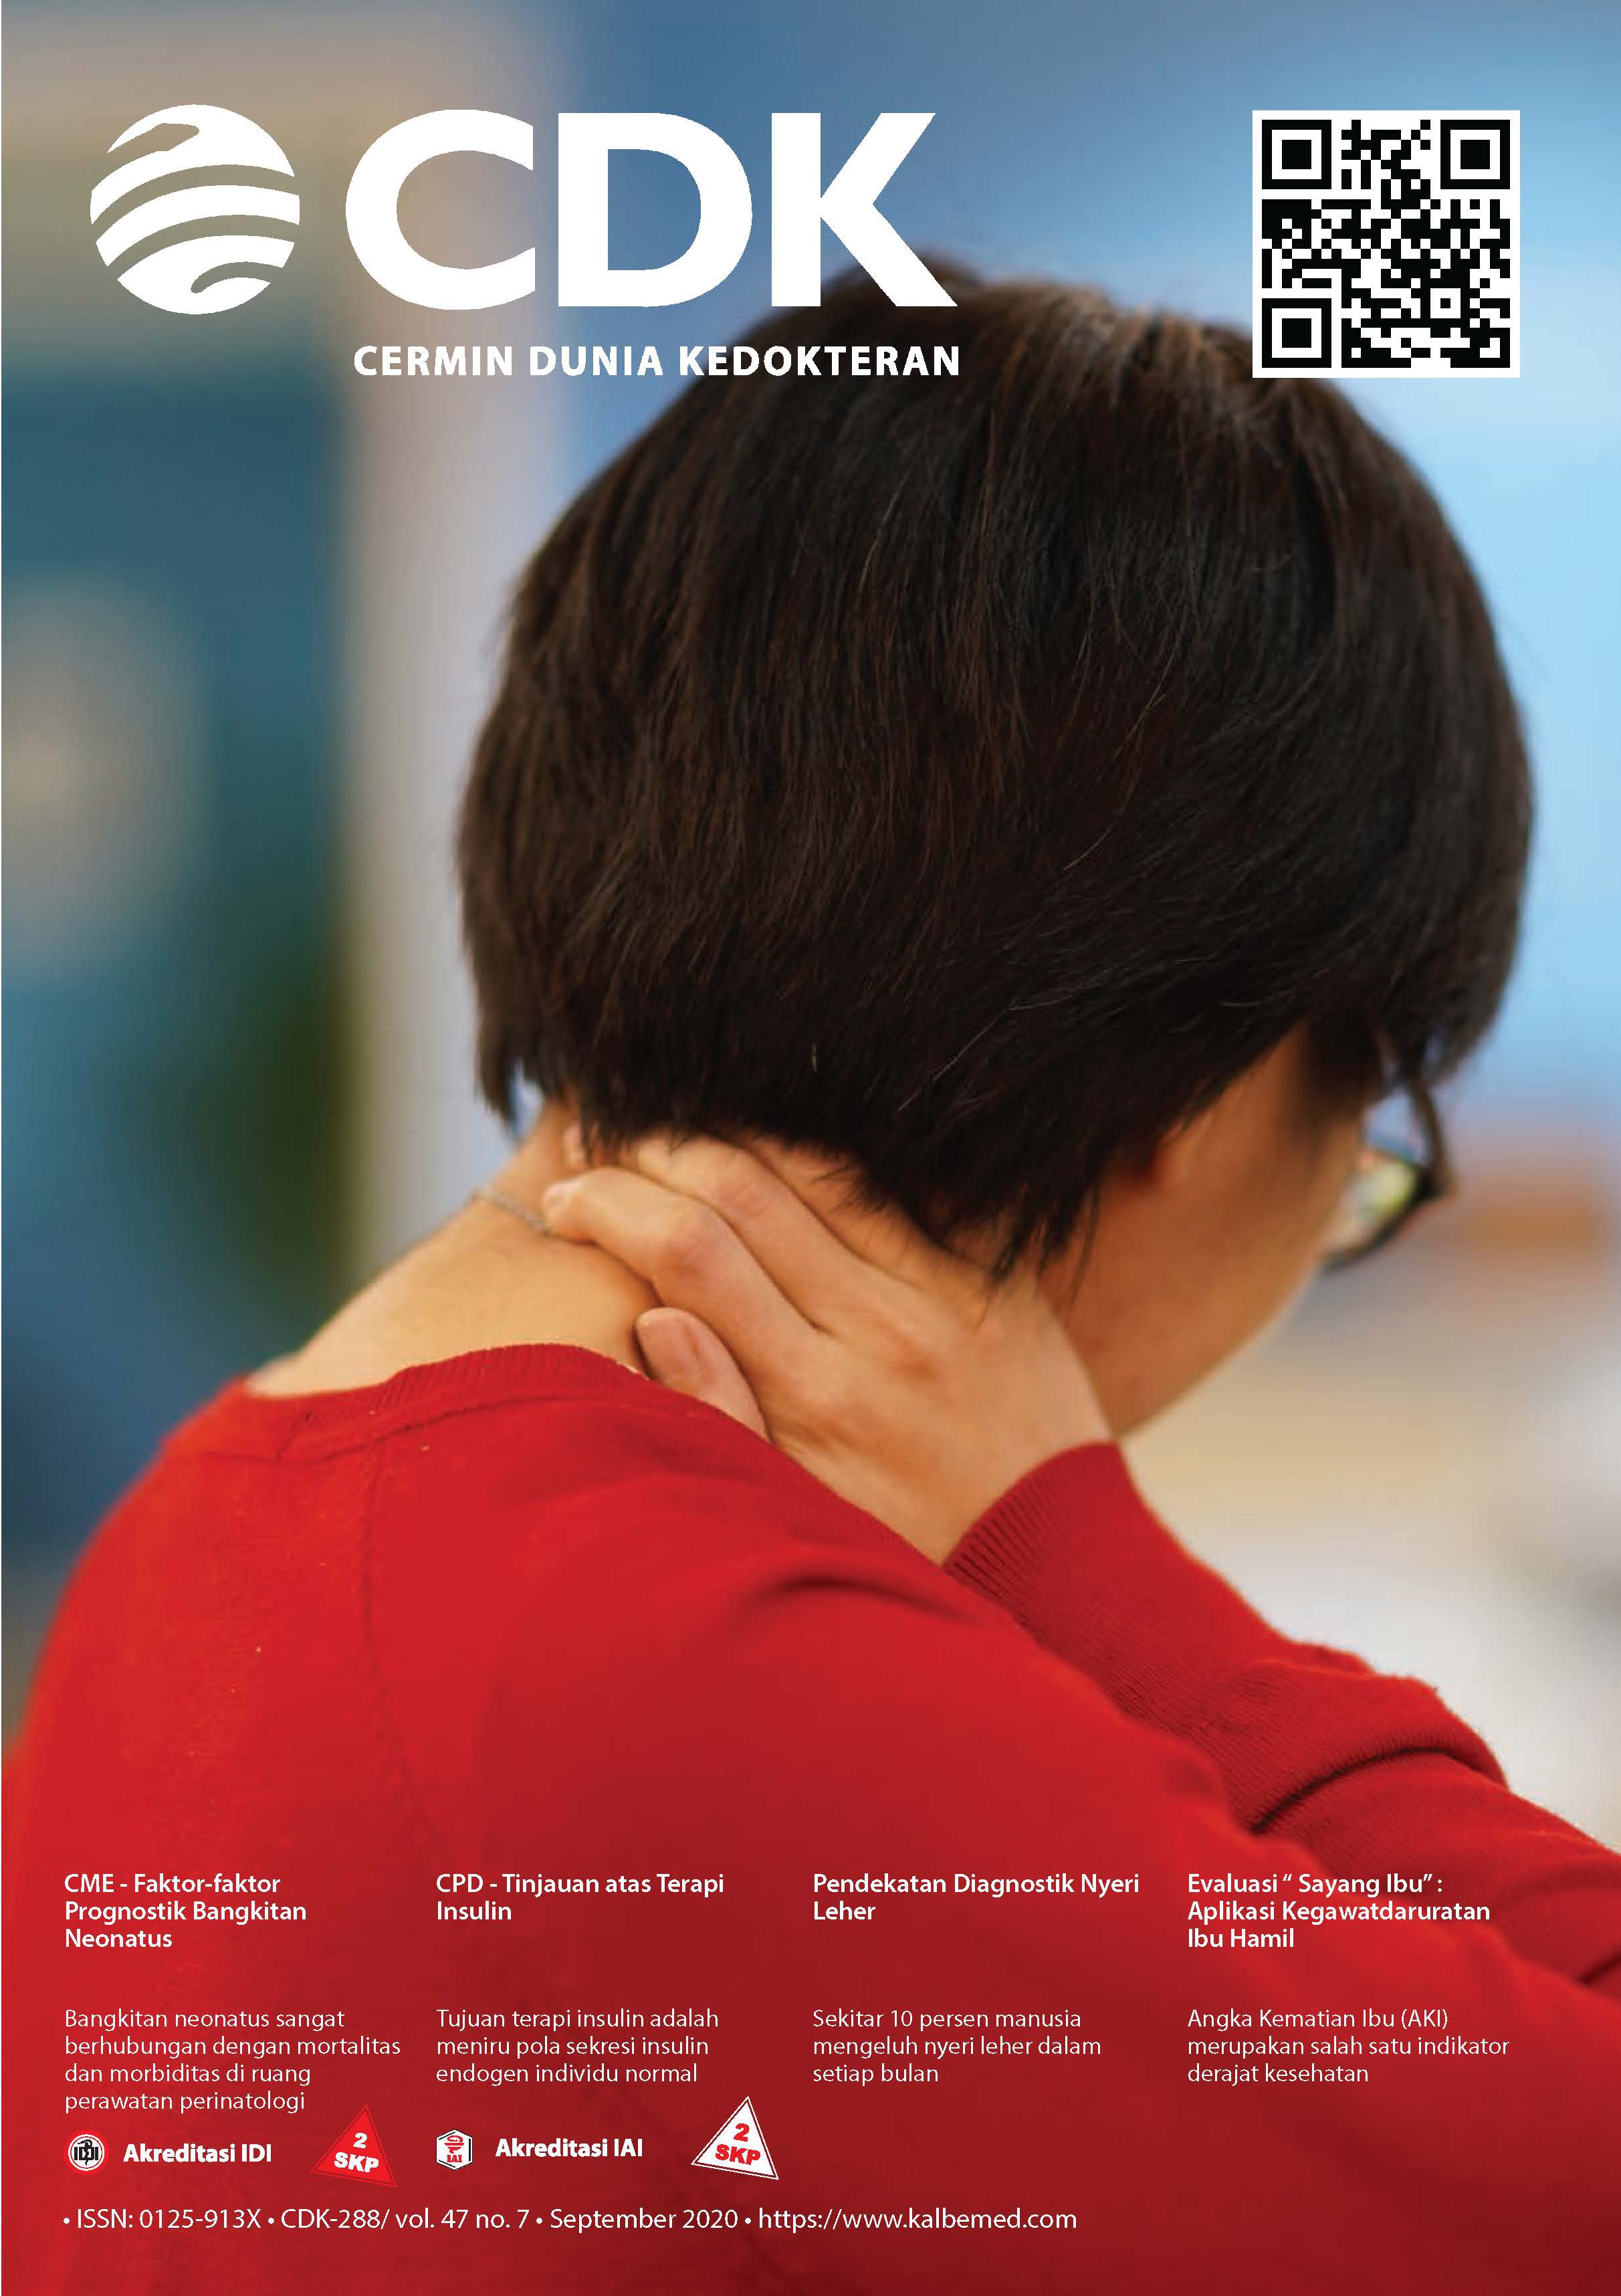 CDK
CERMIN DUNIA KEDOKTERAN
CME - Faktor-faktor
Prognostik Bangkitan
Neonatus
Bangkitan neonatus sangat
berhubungan dengan mortalitas
dan morbiditas di ruang
perawatan perinatologi
IDI
Akreditasi IDI
2
SKP
CPD - Tinjauan atas Terapi
Insulin
Tujuan terapi insulin adalah
meniru pola sekresi insulin
endogen individu normal
IAI
Akreditasi IAI
2
SKP
Pendekatan Diagnostik Nyeri
Leher
Sekitar 10 persen manusia
mengeluh nyeri leher dalam
setiap bulan
Evaluasi “ Sayang Ibu” :
Aplikasi Kegawatdaruratan
Ibu Hamil
Angka Kematian Ibu (AKI)
merupakan salah satu indikator
derajat kesehatan
• ISSN: 0125-913X • CDK-288/ vol. 47 no. 7 • September 2020 • https://www.kalbemed.com